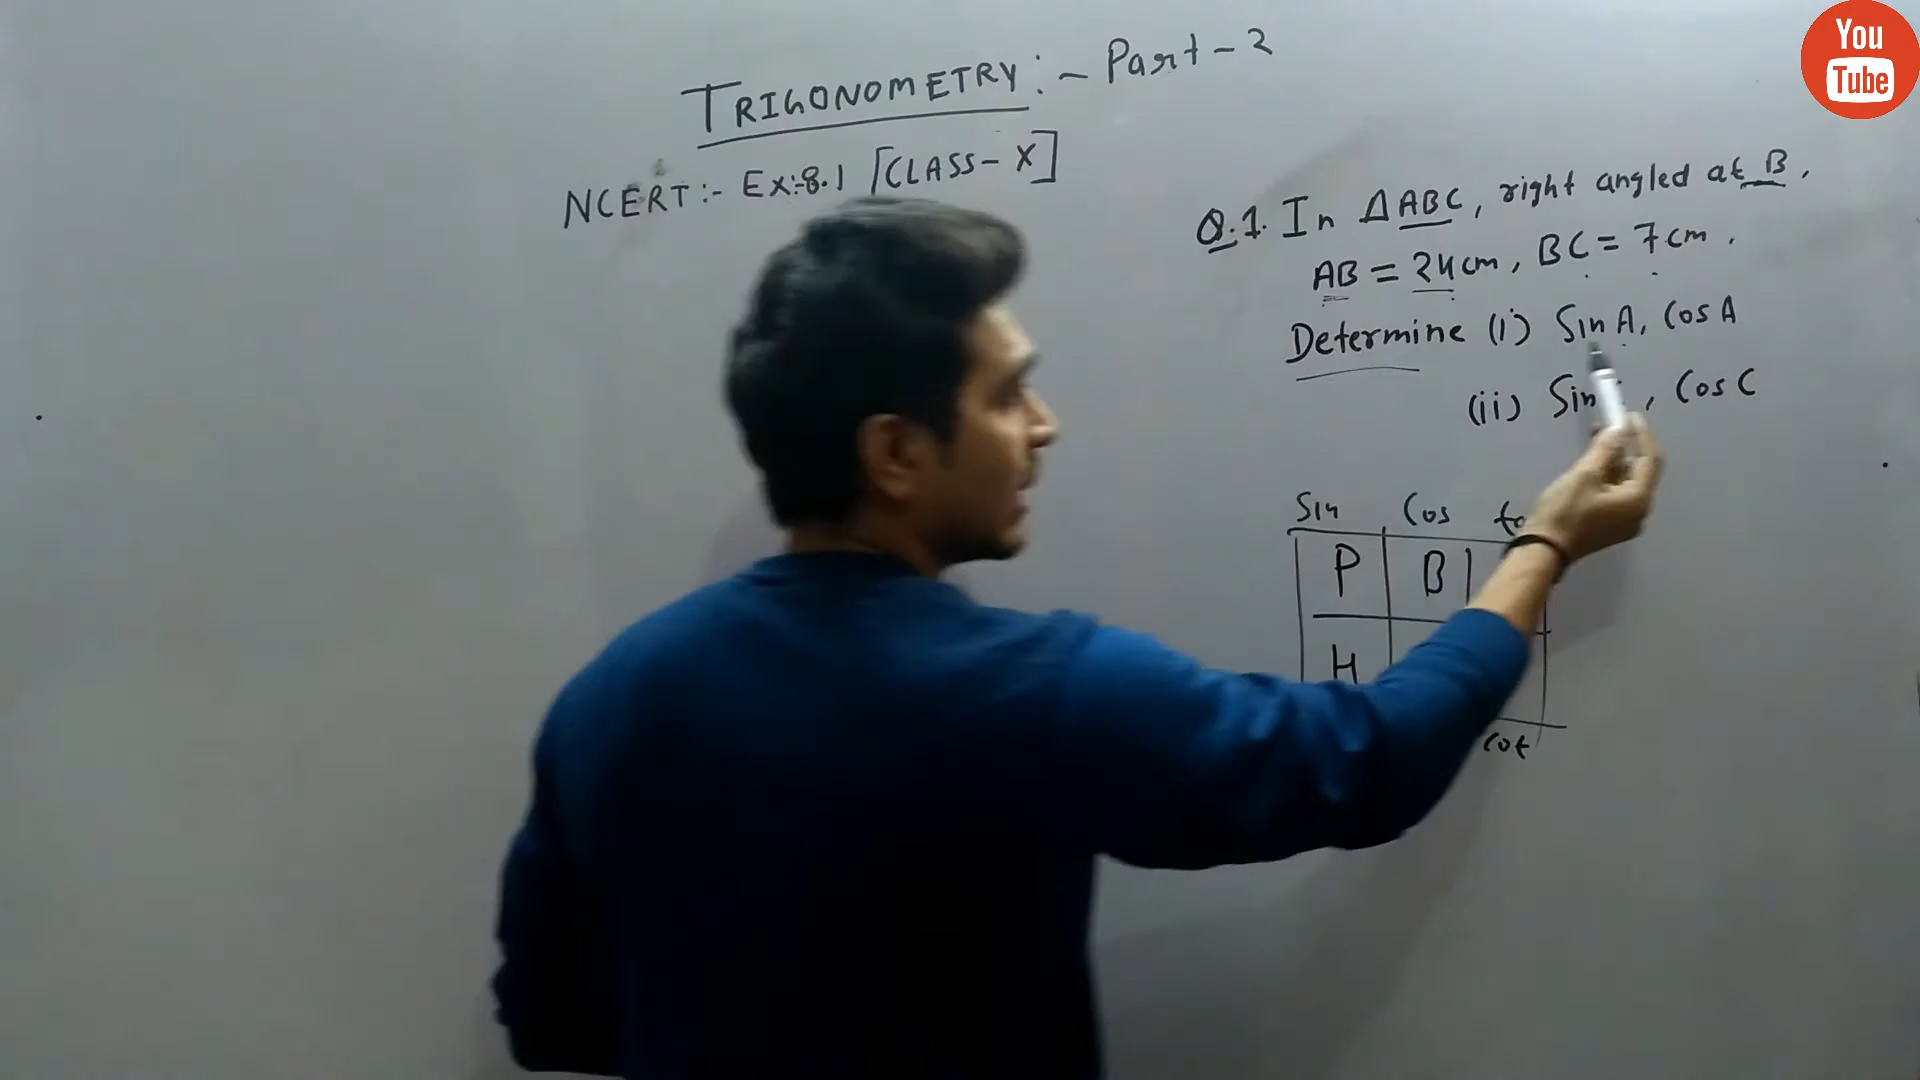 TRIGONOMETRY :- Part-2
NCERT:- Ex:-8.1 [CLASS-X]
Q.1. In ΔABC, right angled at B.
AB = 24cm, BC = 7cm.
Determine (i) Sin A, Cos A
(ii) Sin , Cos C
Sin Cos
P B
H
Cot
You
Tube